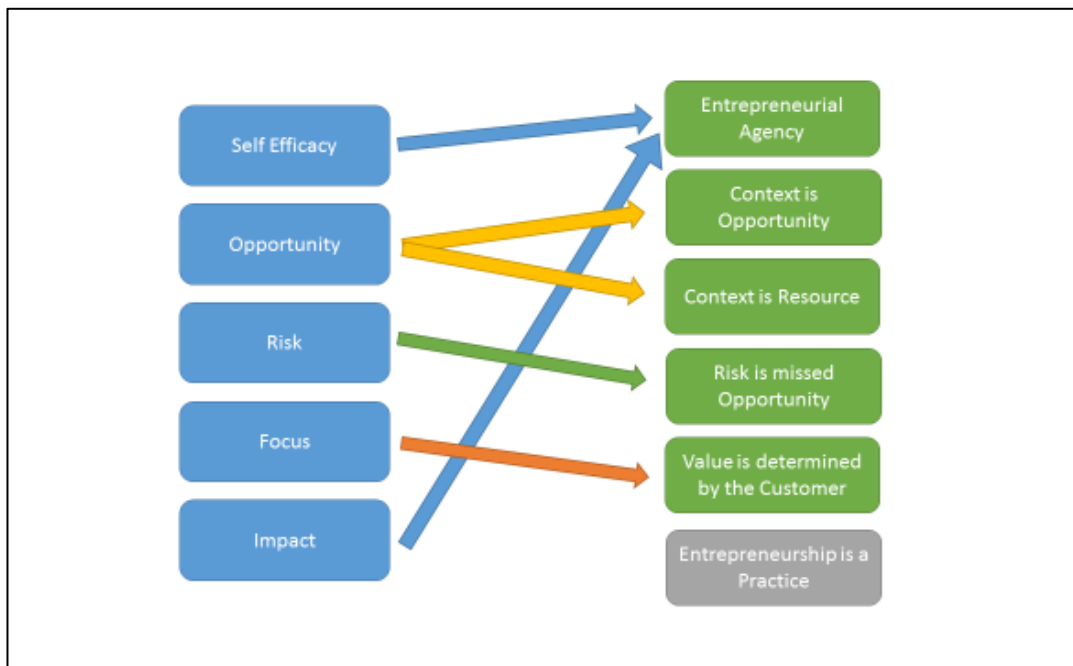 Self Efficacy
Opportunity
Risk
Focus
Impact
Entrepreneurial
Agency
Context is
Opportunity
Context is Resource
Risk is missed
Opportunity
Value is determined
by the Customer
Entrepreneurship is a
Practice